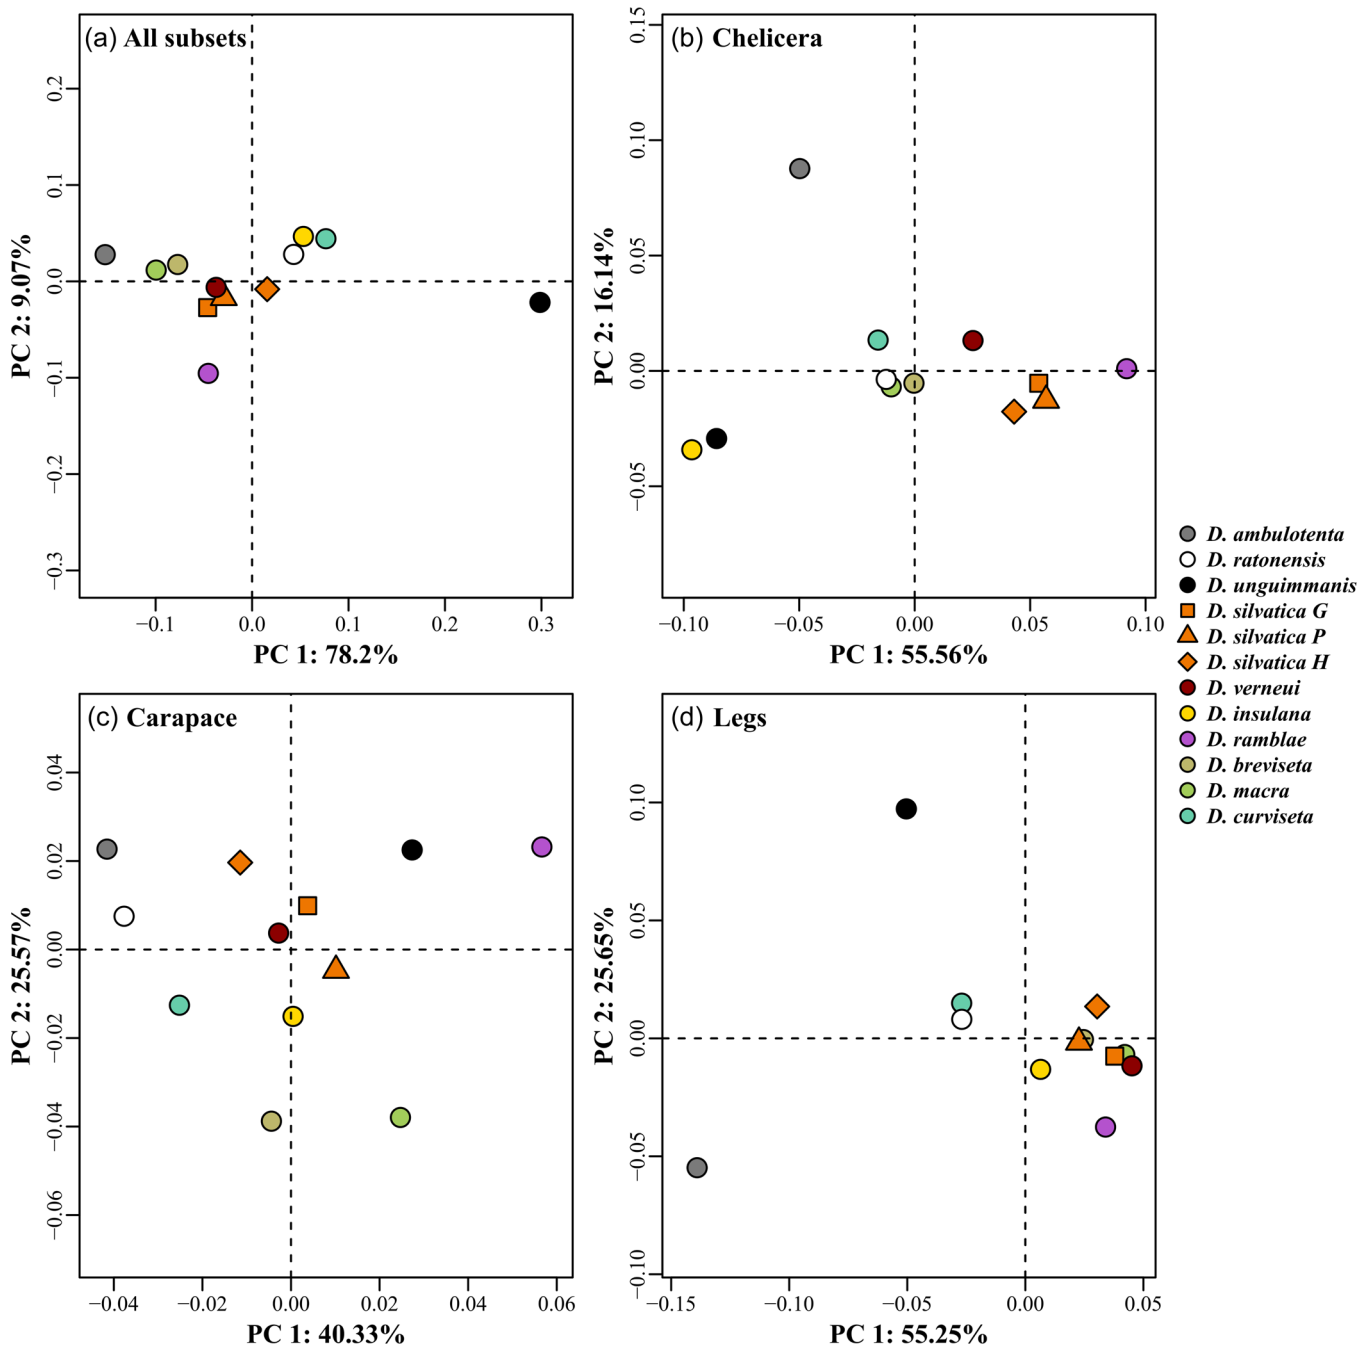 (a) All subsets
0.2
0.1
0.0
−0.1
−0.2
−0.3
PC 2: 9.07%
−0.1 0.0 0.1 0.2 0.3
PC 1: 78.2%
(b) Chelicera
0.15
0.10
0.05
0.00
−0.05
PC 2: 16.14%
−0.10 −0.05 0.00 0.05 0.10
PC 1: 55.56%
D. ambulotenta
D. ratonensis
D. unguimmanis
D. silvatica G
D. silvatica P
D. silvatica H
D. verneui
D. insulana
D. ramblae
D. breviseta
D. macra
D. curviseta
(c) Carapace
0.04
0.02
0.00
−0.02
−0.04
−0.06
PC 2: 25.57%
−0.04 −0.02 0.00 0.02 0.04 0.06
PC 1: 40.33%
(d) Legs
0.10
0.05
0.00
−0.05
−0.10
PC 2: 25.65%
−0.15 −0.10 −0.05 0.00 0.05
PC 1: 55.25%